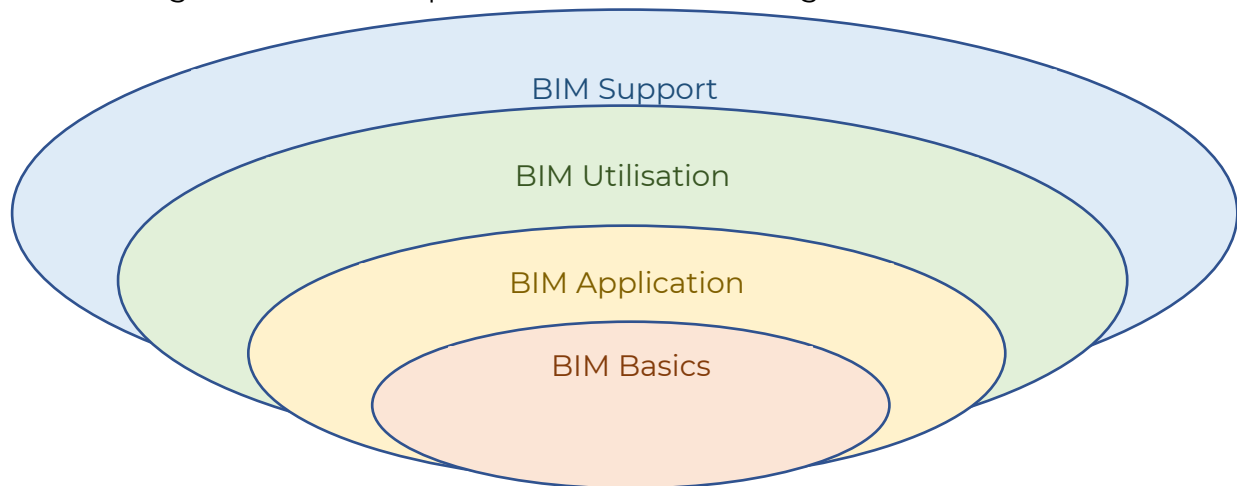 BIM Support
BIM Utilisation
BIM Application
BIM Basics